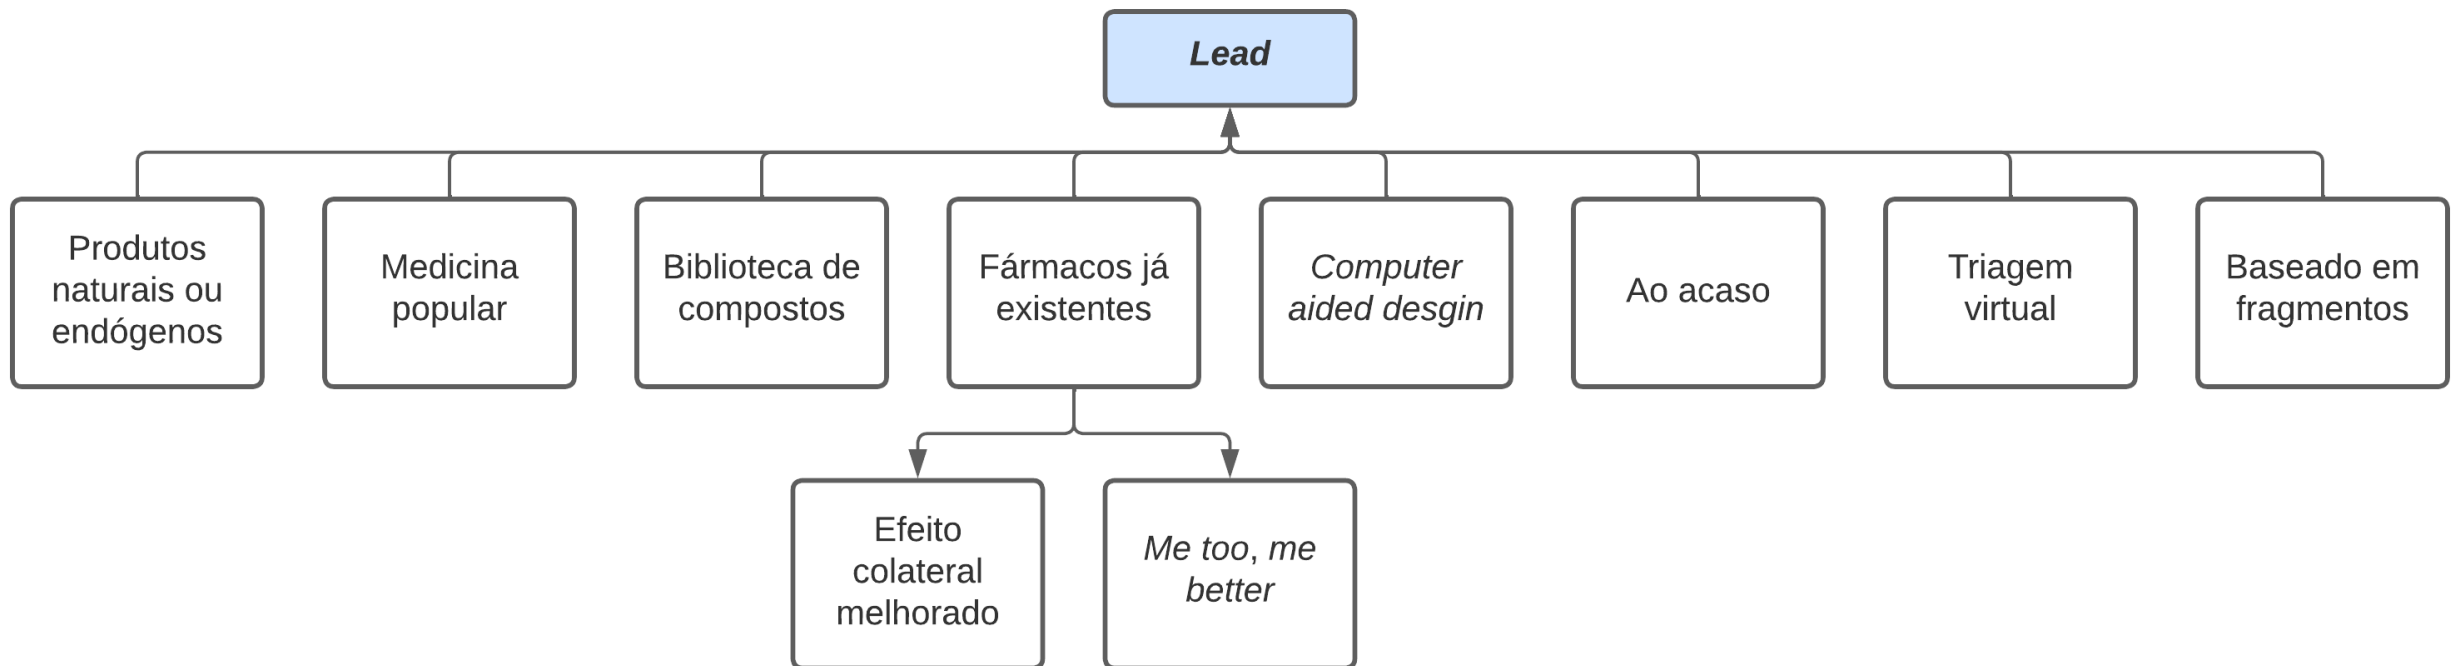 Lead
Produtos
naturais ou
endógenos
Medicina
popular
Biblioteca de
compostos
Fármacos já
existentes
Computer
aided desgin
Ao acaso
Triagem
virtual
Baseado em
fragmentos
Efeito
colateral
melhorado
Me too, me
better